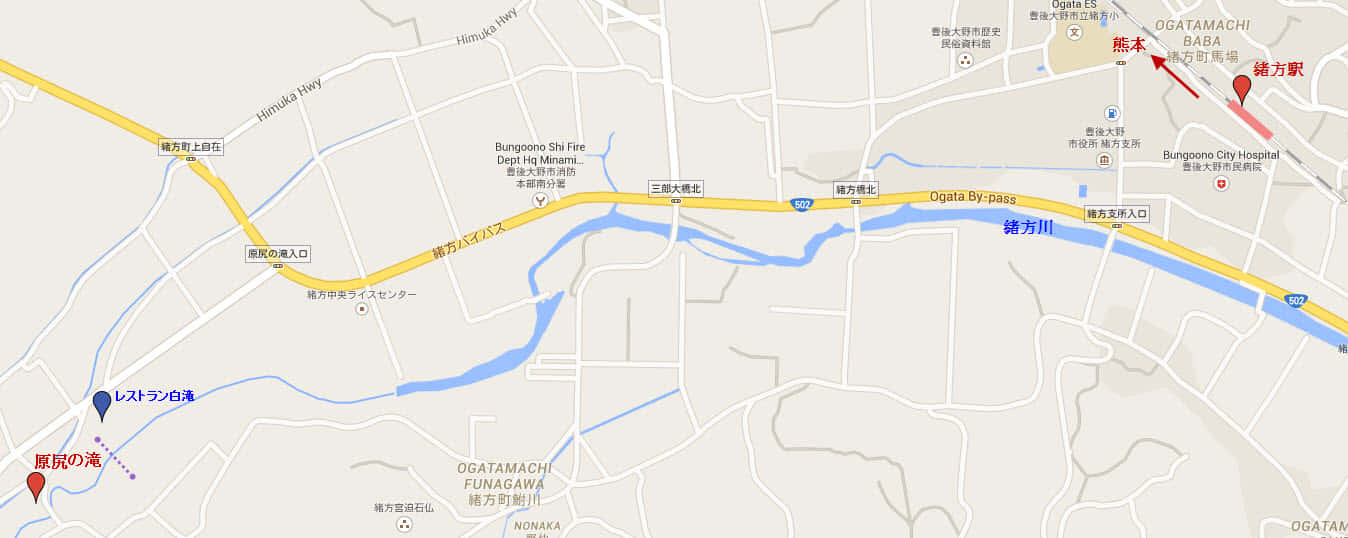 Ogata ES
豊後大野市立緒方小
OGATAMACHI
BABA
緒方町馬場
Himuka Hwy
豊後大野市歴史
民俗資料館
熊本
緒方駅
Himuka Hwy
豊後大野
市役所 緒方支所
緒方町上自在
Bungoono Shi Fire
Dept Hq Minami...
豊後大野市消防
本部南分署
Bungoono City Hospital
豊後大野市民病院
三郎大橋北
緒方橋北
502
Ogata By-pass
緒方支所入口
緒方川
緒方バイパス
原尻の滝入口
緒方中央ライスセンター
502
緒
レストラン白滝
原尻の滝
OGATAMACHI
FUNAGAWA
緒方町鮒川
緒方宮迫石仏
NONAKA
OGATAM